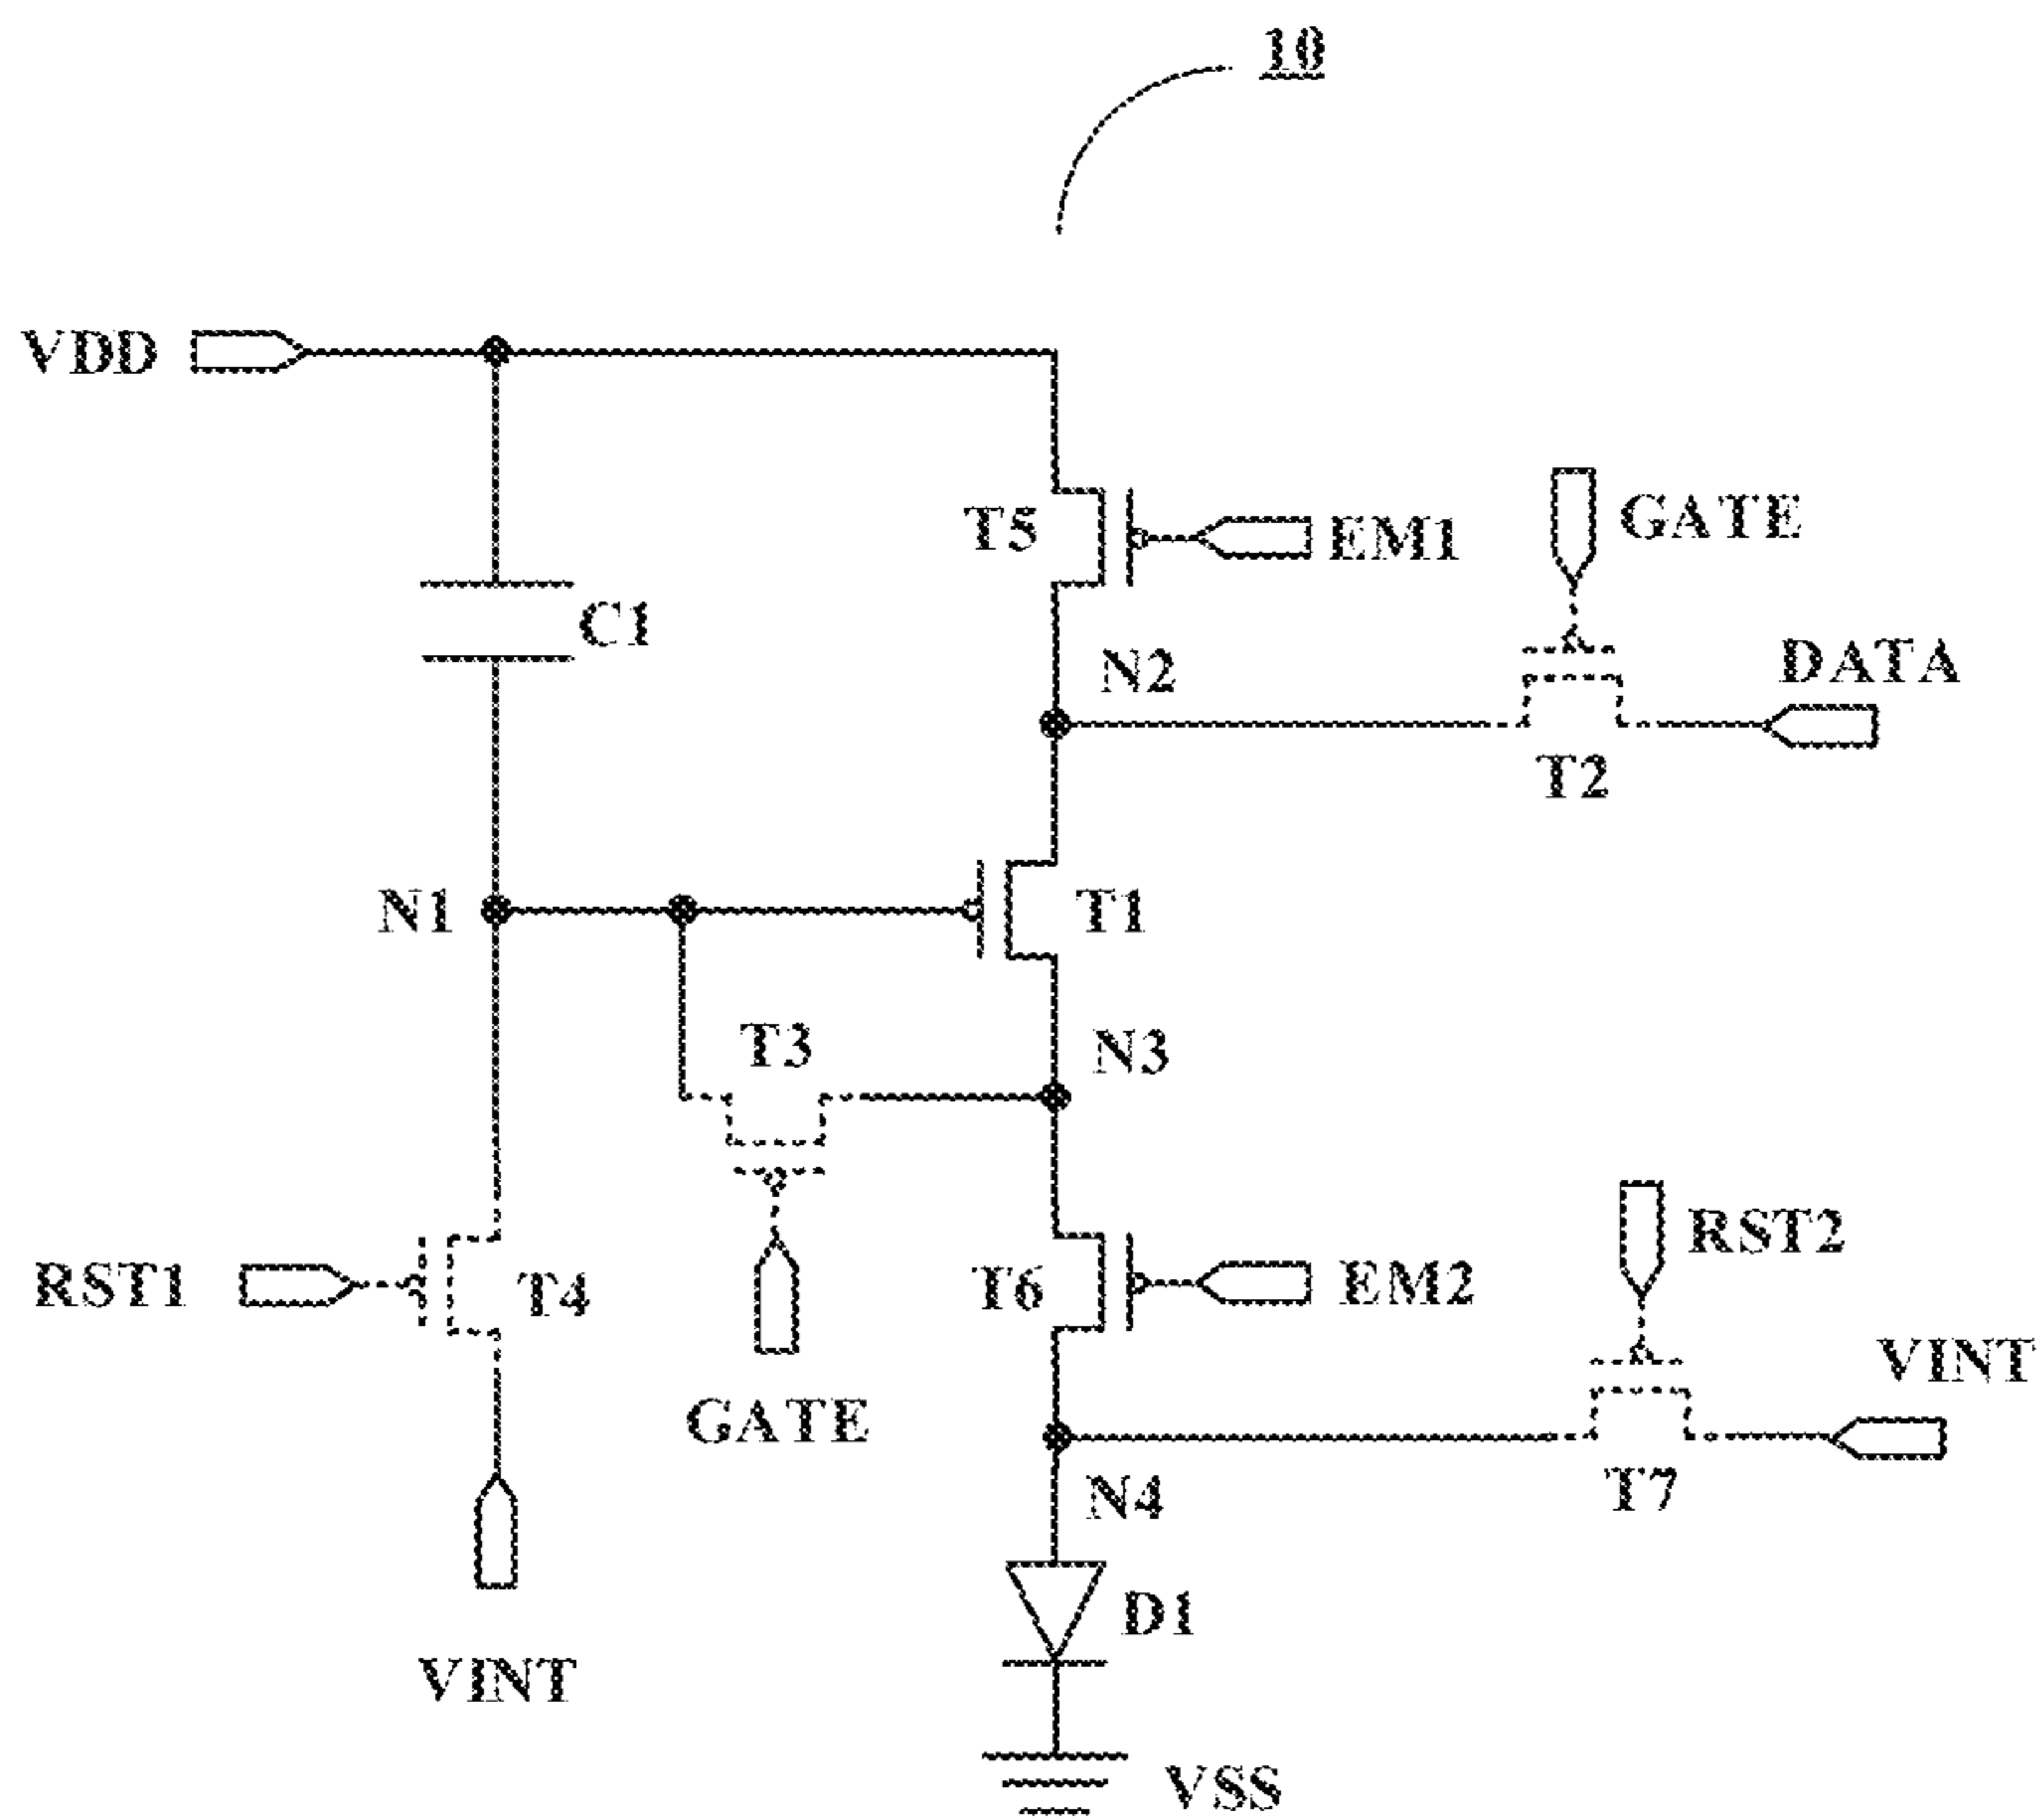 10
VDD
T5
EM1
GATE
C1
N2
DATA
T2
N1
T1
T3
N3
RST1
T4
T6
EM2
RST2
GATE
VINT
N4
T7
D1
VINT
VSS